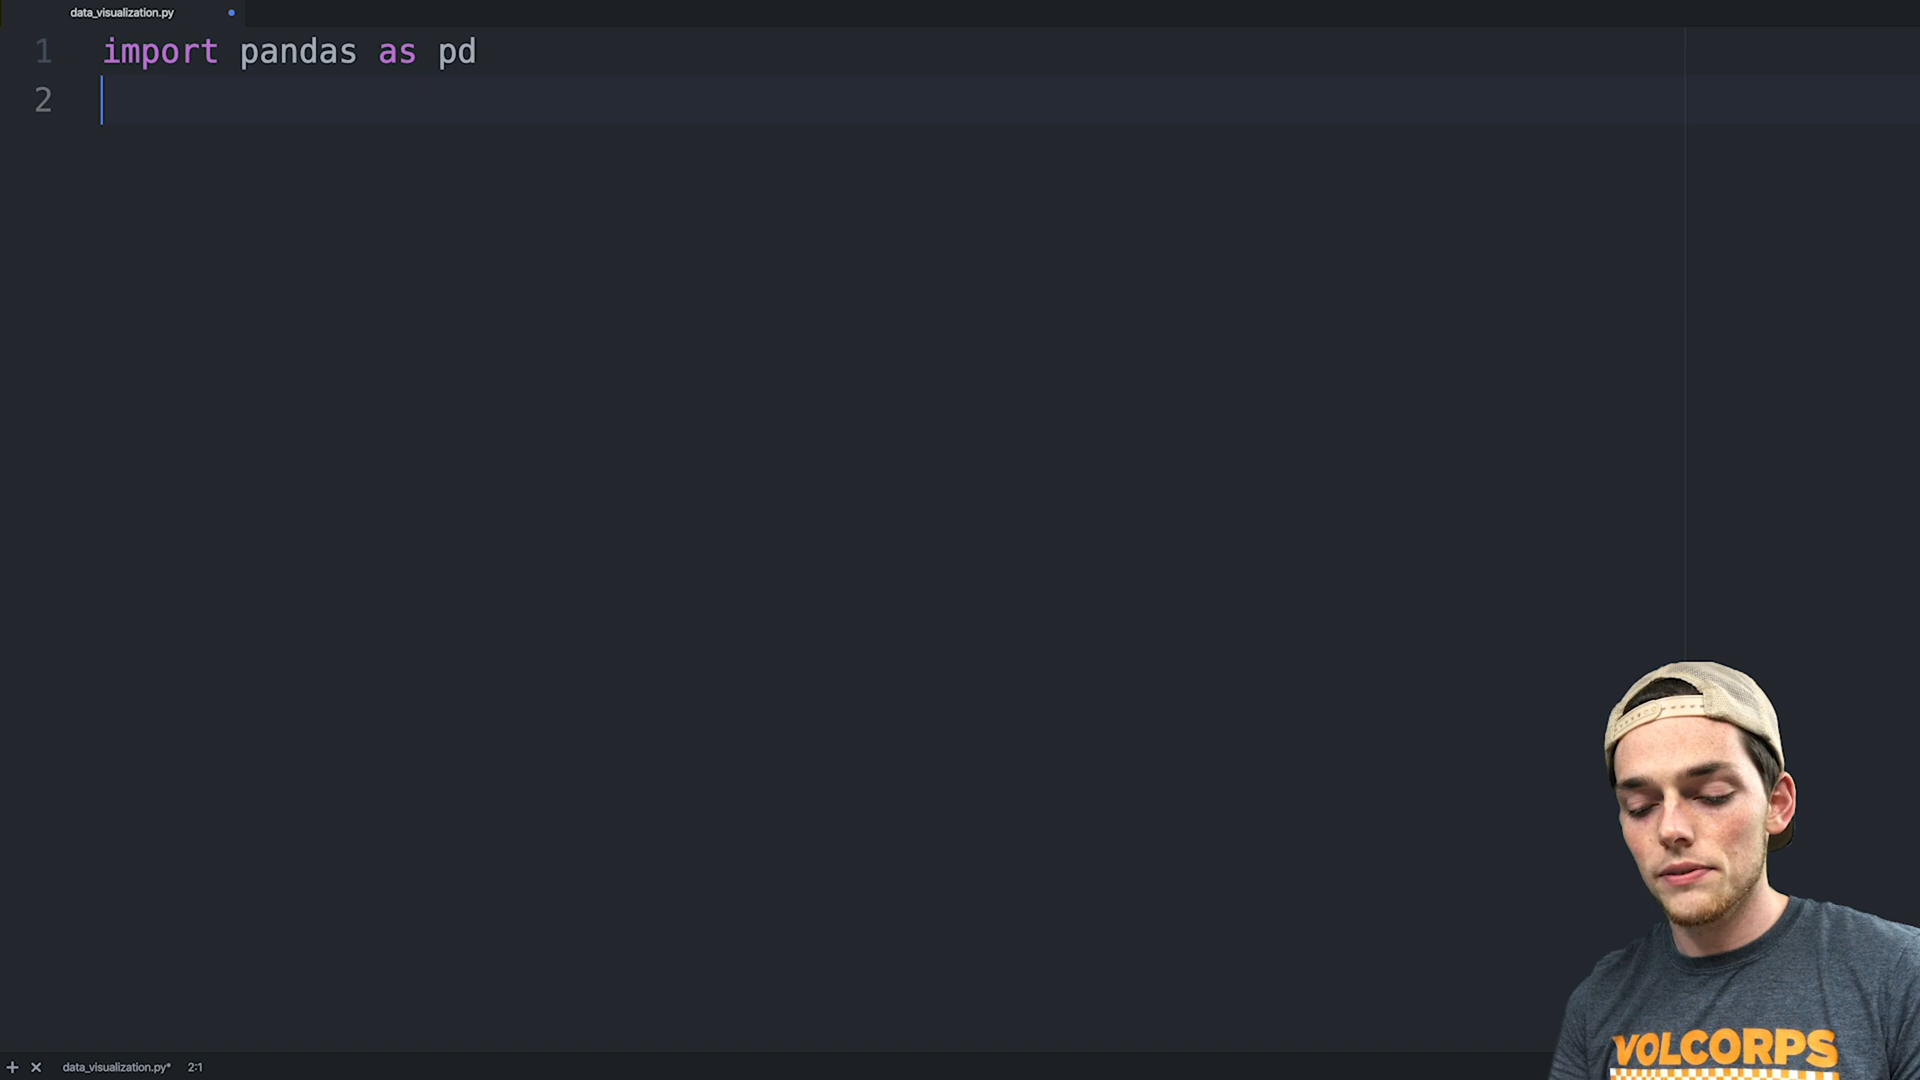 data_visualization.py
1 import pandas as pd
2
data_visualization.py* 2:1
VOLCORPS